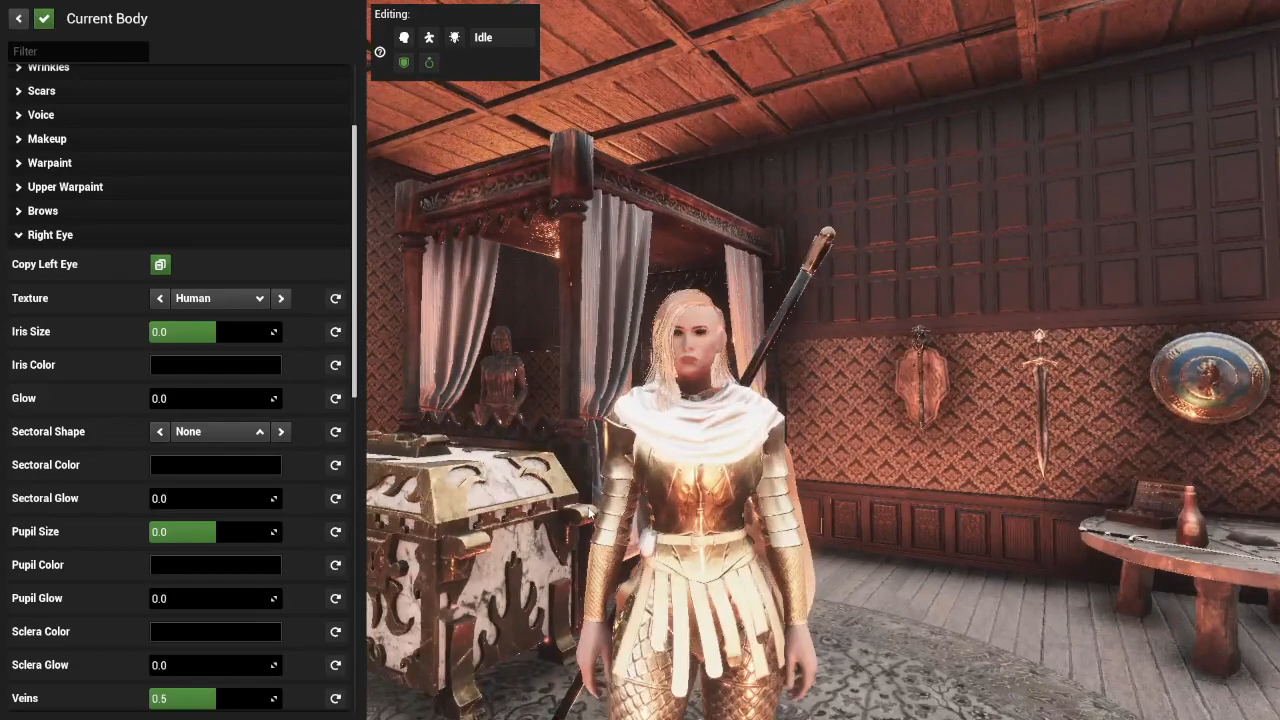 Current Body
Filter
Wrinkles
Scars
Voice
Makeup
Warpaint
Upper Warpaint
Brows
Right Eye
Copy Left Eye
Texture Human
Iris Size 0.0
Iris Color
Glow 0.0
Sectoral Shape None
Sectoral Color
Sectoral Glow 0.0
Pupil Size 0.0
Pupil Color
Pupil Glow 0.0
Sclera Color
Sclera Glow 0.0
Veins 0.5
Editing:
Idle